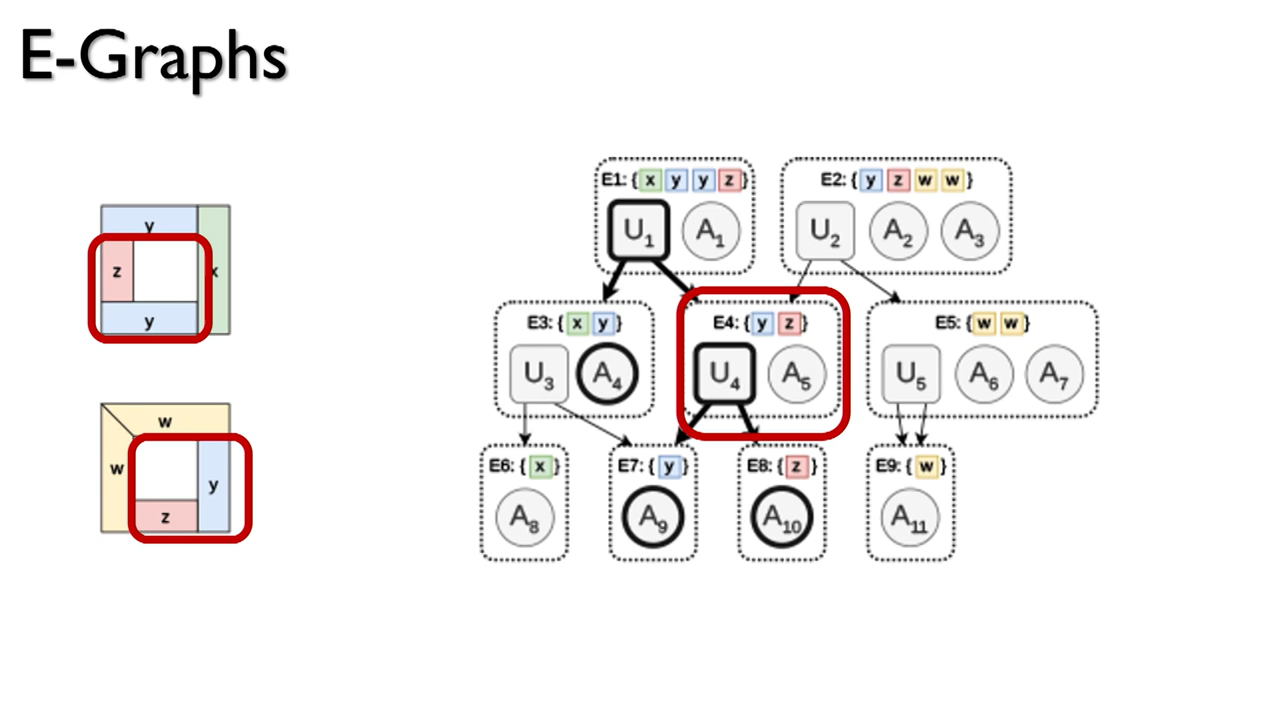 E-Graphs
y
z
x
y
w
w
y
z
E1: { x y y z }
U1 A1
E2: { y z w w }
U2 A2 A3
E3: { x y }
U3 A4
E4: { y z }
U4 A5
E5: { w w }
U5 A6 A7
E6: { x }
A8
E7: { y }
A9
E8: { z }
A10
E9: { w }
A11